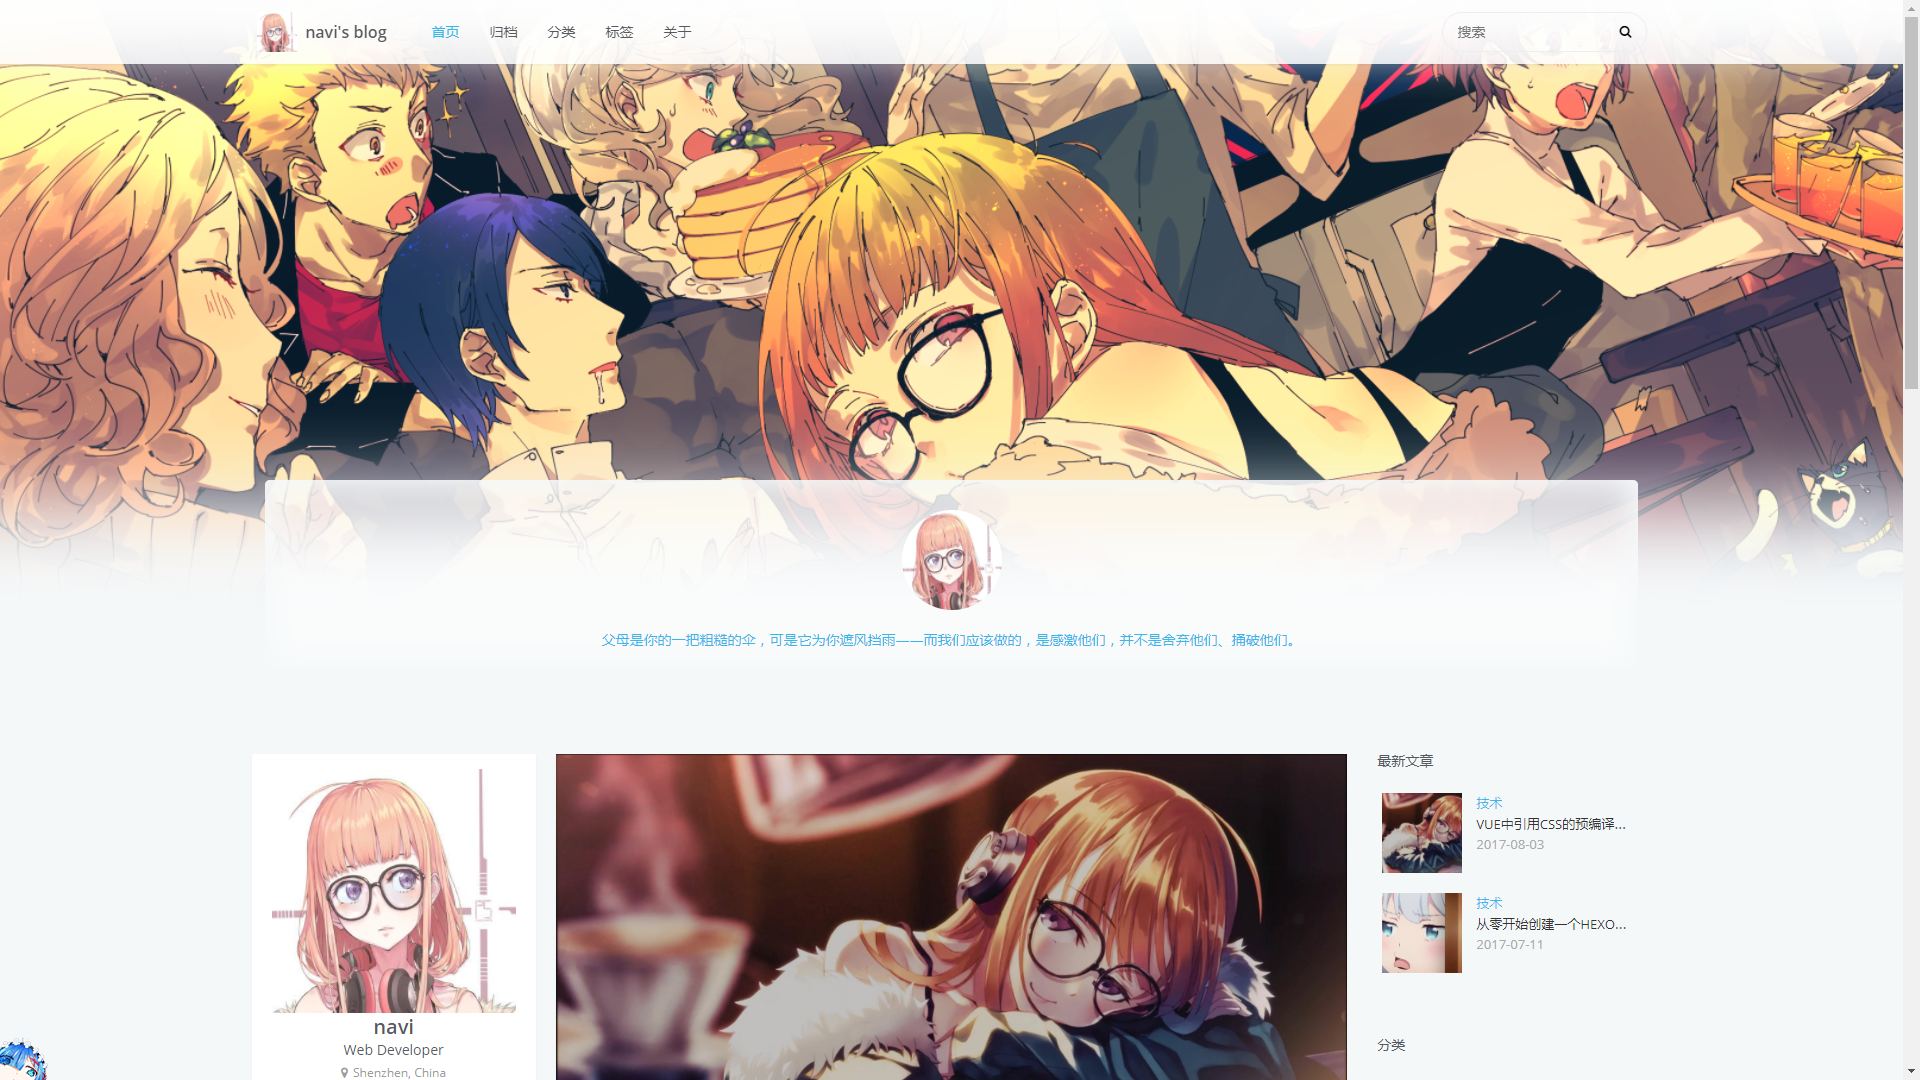 navi's blog
首页
归档
分类
标签
关于
搜索
父母是你的一把粗糙的伞，可是它为你遮风挡雨——而我们应该做的，是感激他们，并不是舍弃他们、捅破他们。
navi
Web Developer
Shenzhen, China
最新文章
技术
VUE中引用CSS的预编译...
2017-08-03
技术
从零开始创建一个HEXO...
2017-07-11
分类